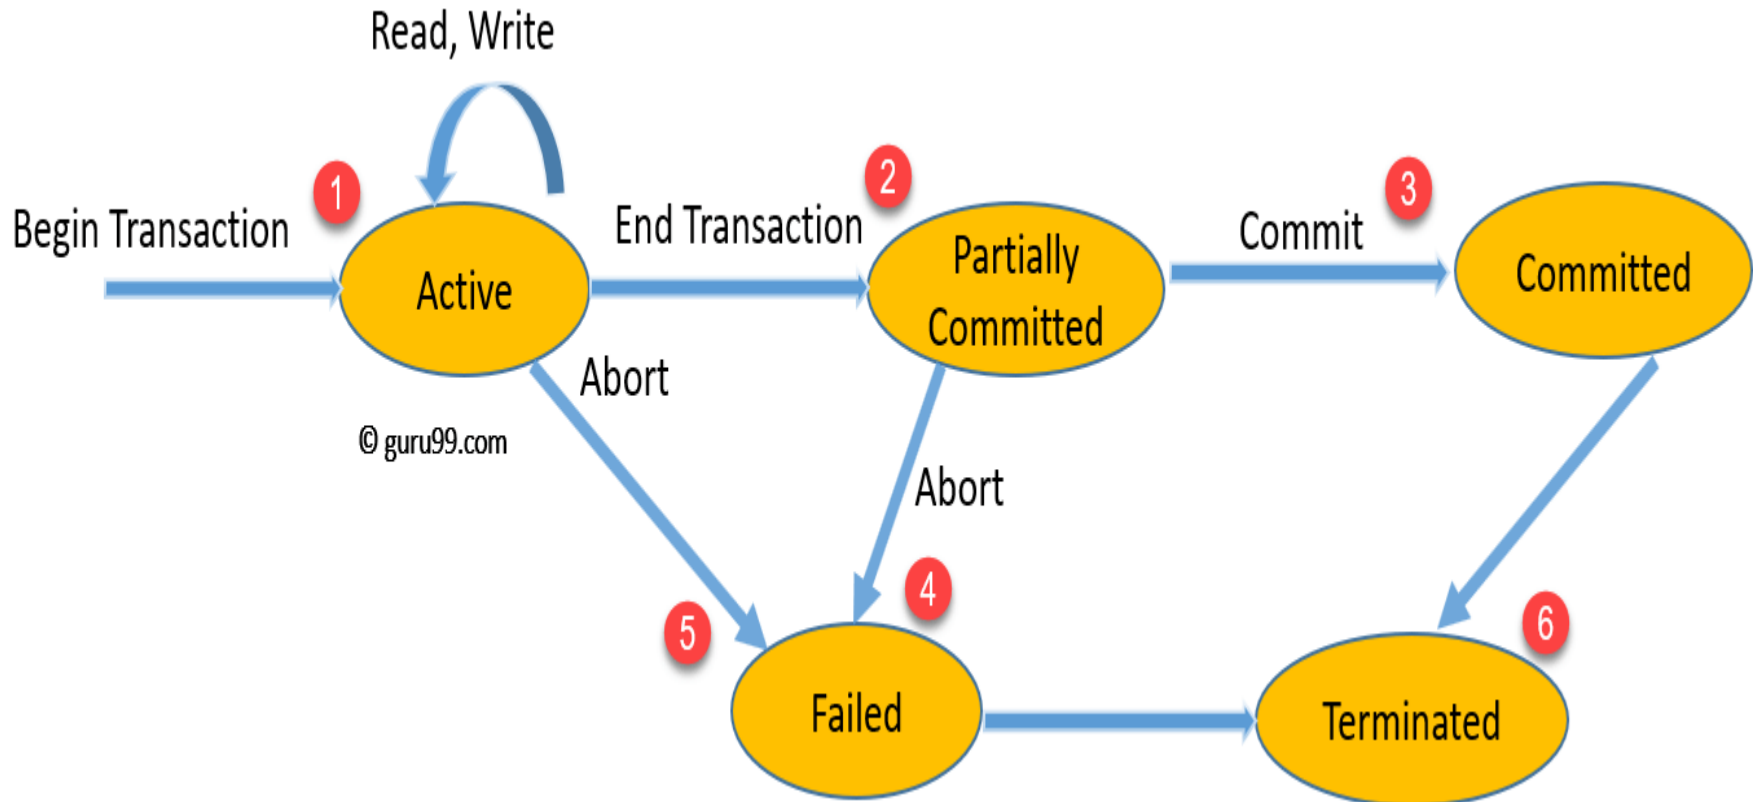 Read, Write
1
2
3
Begin Transaction
End Transaction
Commit
Active
Partially
Committed
Committed
Abort
© guru99.com
Abort
4
5
6
Failed
Terminated